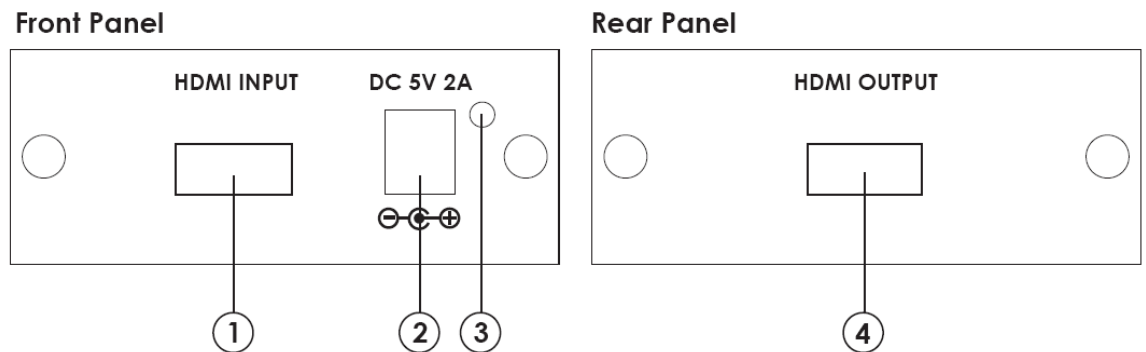 Front Panel
HDMI INPUT
DC 5V 2A
1
2
3
Rear Panel
HDMI OUTPUT
4